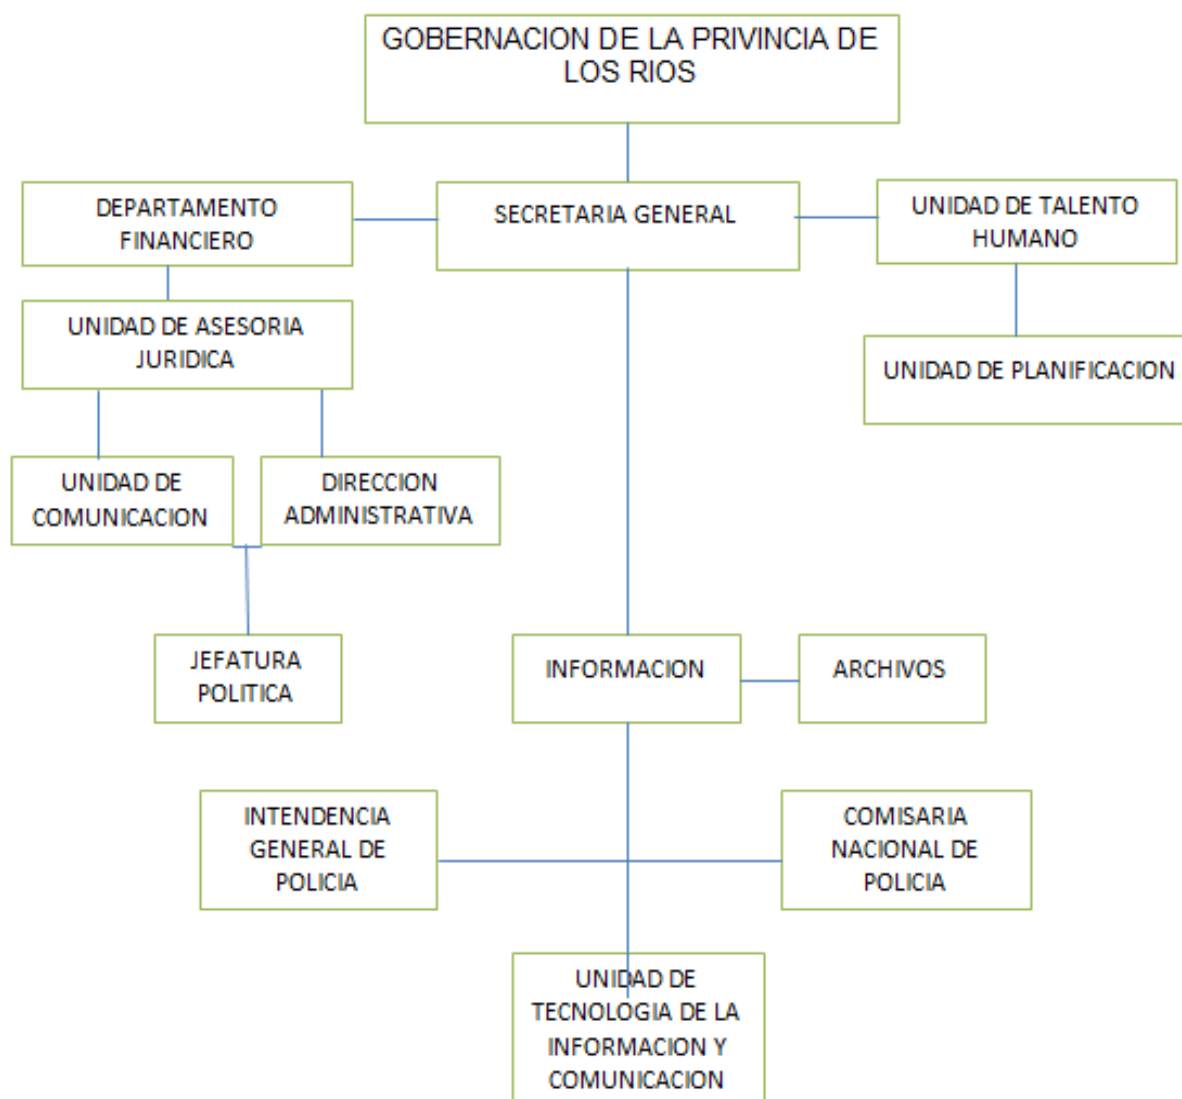 GOBERNACION DE LA PRIVINCIA DE
LOS RIOS
DEPARTAMENTO
FINANCIERO
SECRETARIA GENERAL
UNIDAD DE TALENTO
HUMANO
UNIDAD DE ASESORIA
JURIDICA
UNIDAD DE PLANIFICACION
UNIDAD DE
COMUNICACION
DIRECCION
ADMINISTRATIVA
JEFATURA
POLITICA
INFORMACION
ARCHIVOS
INTENDENCIA
GENERAL DE
POLICIA
COMISARIA
NACIONAL DE
POLICIA
UNIDAD DE
TECNOLOGIA DE LA
INFORMACION Y
COMUNICACION